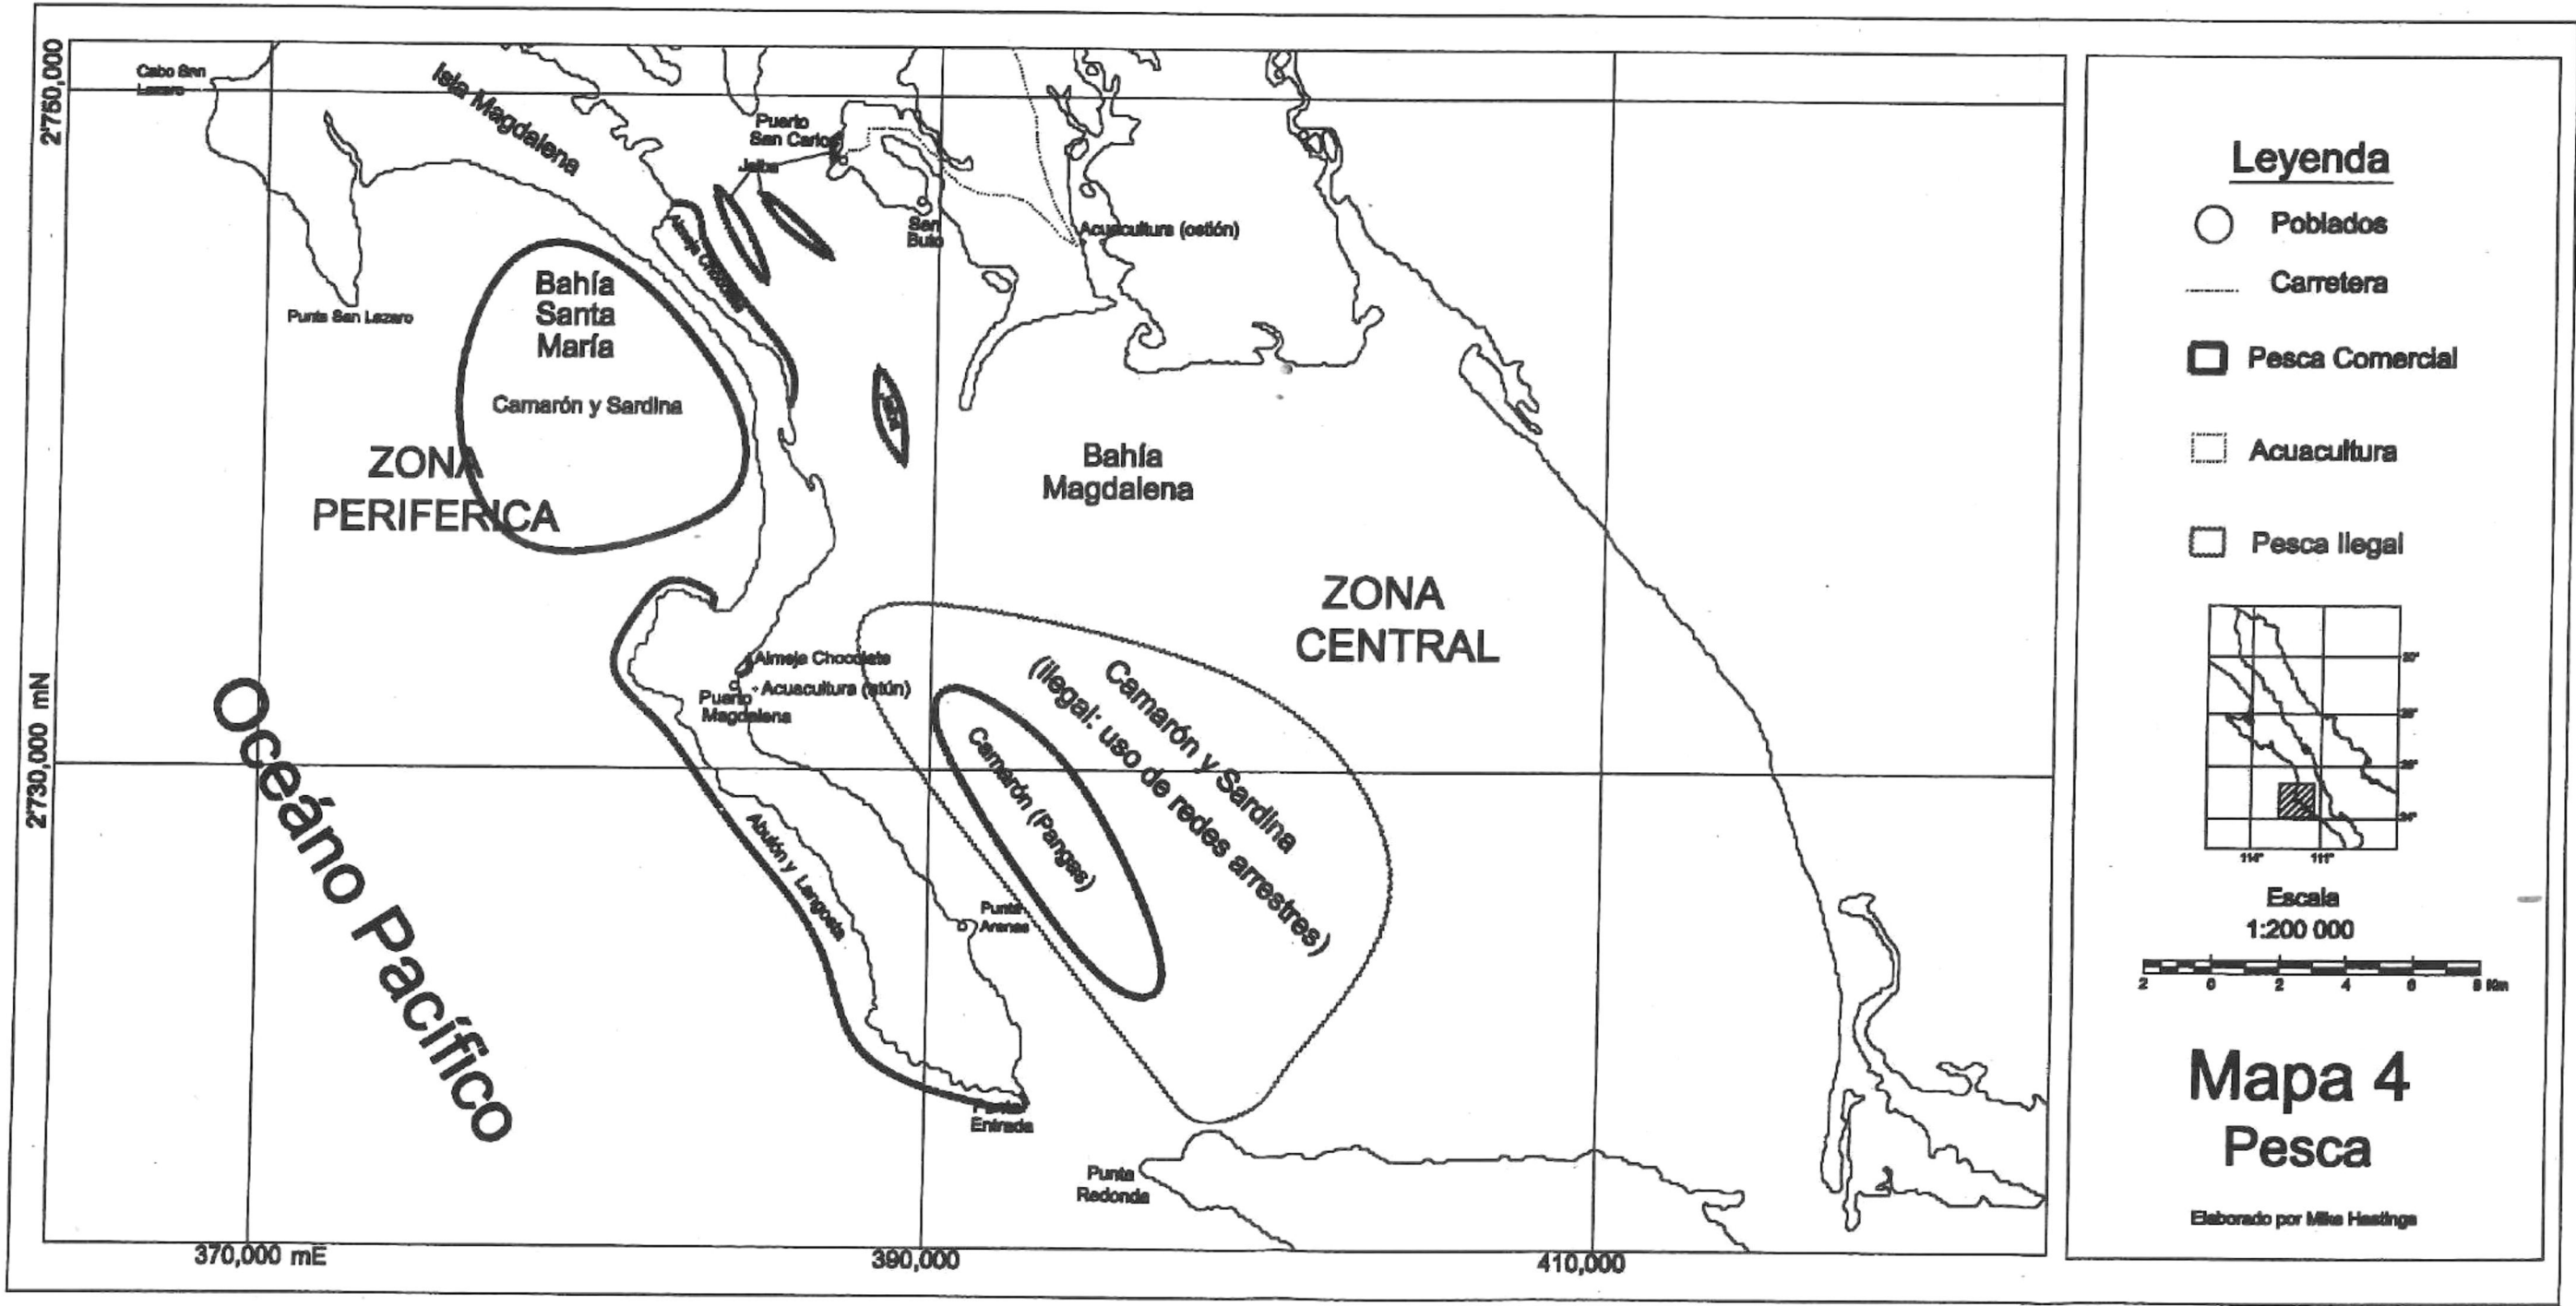 2'750,000
Cabo San
Lazaro
Isla Magdalena
Puerto
San Carlos
Jaiba
San
Buto
Acuacultura (ostión)
Almeja Chocolate
Punta San Lazaro
Bahía
Santa
María
Camarón y Sardina
Jaiba
ZONA
PERIFERICA
Bahía
Magdalena
ZONA
CENTRAL
Almeja Chocolate
Acuacultura (atún)
Puerto
Magdalena
2'730,000 mN
Océano Pacífico
Camarón y Sardina
(ilegal: uso de redes arrestres)
Camarón (Pangas)
Abulón y Langosta
Punta
Arenas
Punta
Entrada
Punta
Redonda
370,000 mE
390,000
410,000
Leyenda
Poblados
Carretera
Pesca Comercial
Acuacultura
Pesca Ilegal
114°
111°
Escala
1:200 000
2 0 2 4 6 8 Km
Mapa 4
Pesca
Elaborado por Mike Hastings